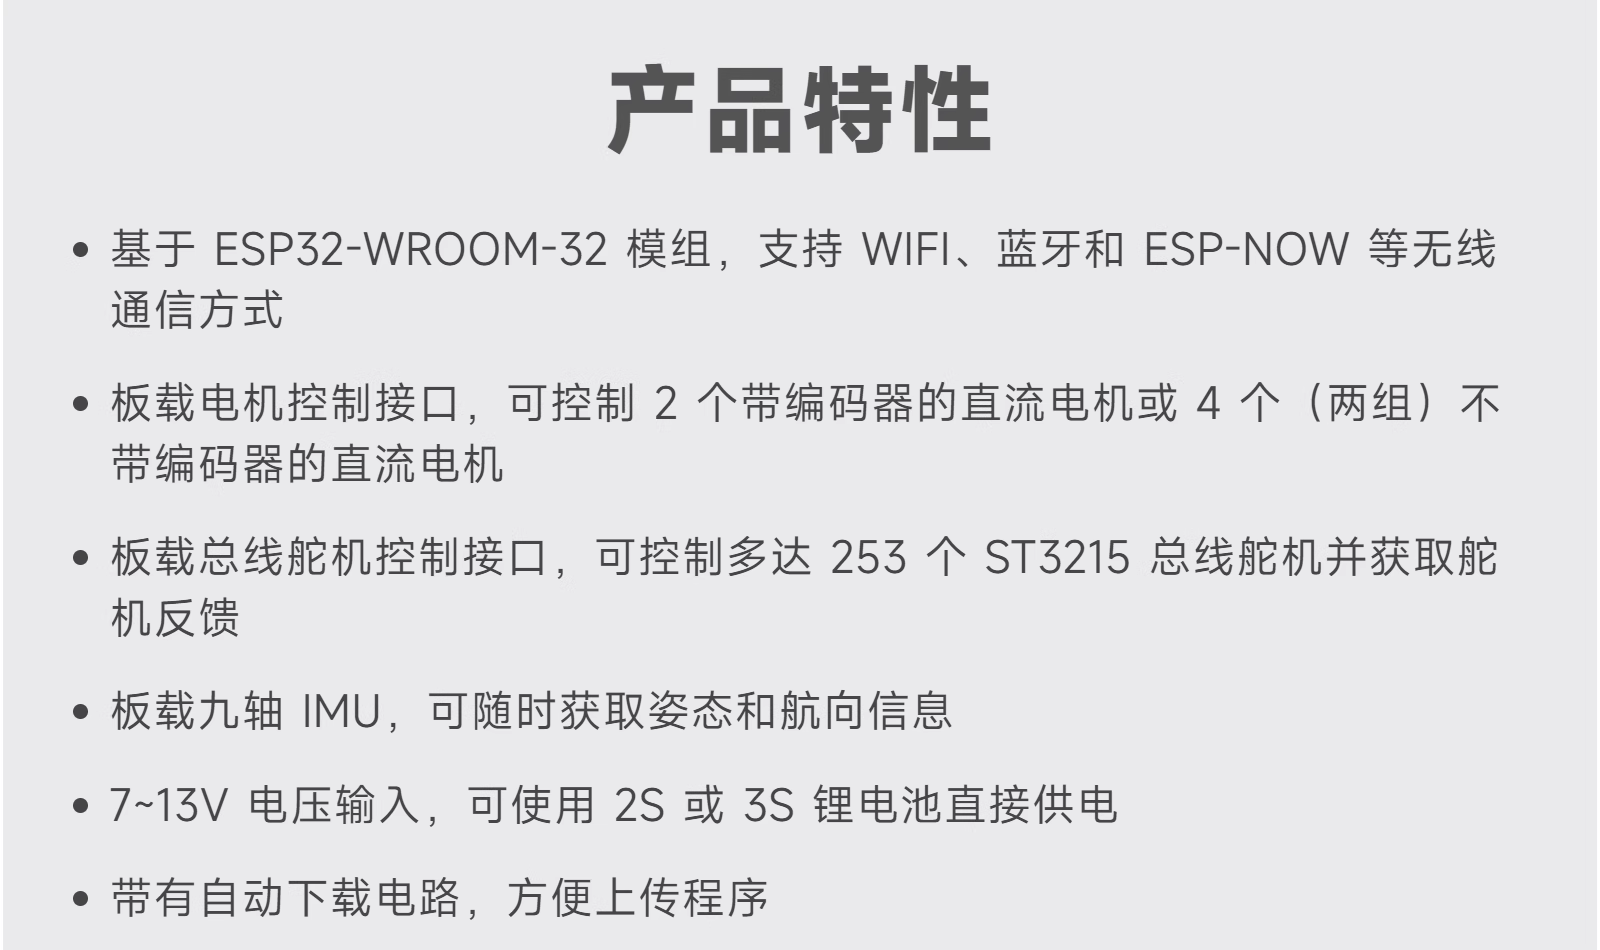 产品特性
• 基于 ESP32-WROOM-32 模组，支持 WIFI、蓝牙和 ESP-NOW 等无线
通信方式
• 板载电机控制接口，可控制 2 个带编码器的直流电机或 4 个（两组）不
带编码器的直流电机
• 板载总线舵机控制接口，可控制多达 253 个 ST3215 总线舵机并获取舵
机反馈
• 板载九轴 IMU，可随时获取姿态和航向信息
• 7~13V 电压输入，可使用 2S 或 3S 锂电池直接供电
• 带有自动下载电路，方便上传程序